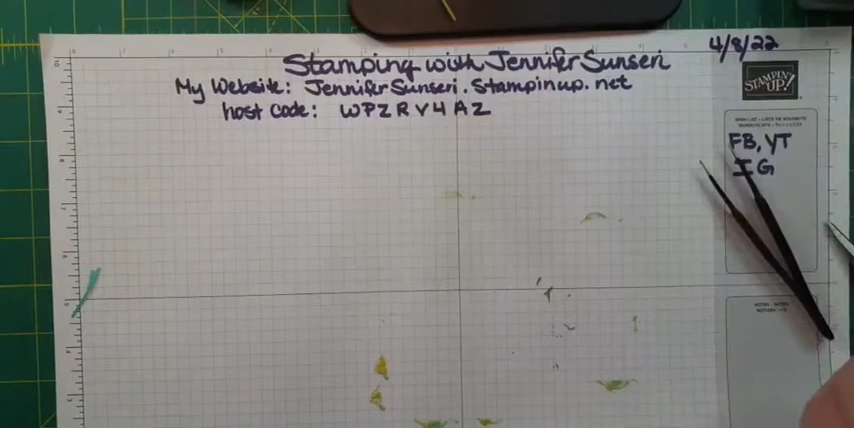 Stamping with Jennifer Sunseri
4/8/22
My Website: JenniferSunseri.Stampinup.net
host code: WPZRV4AZ
STAMPIN' UP!
FB, YT
IG